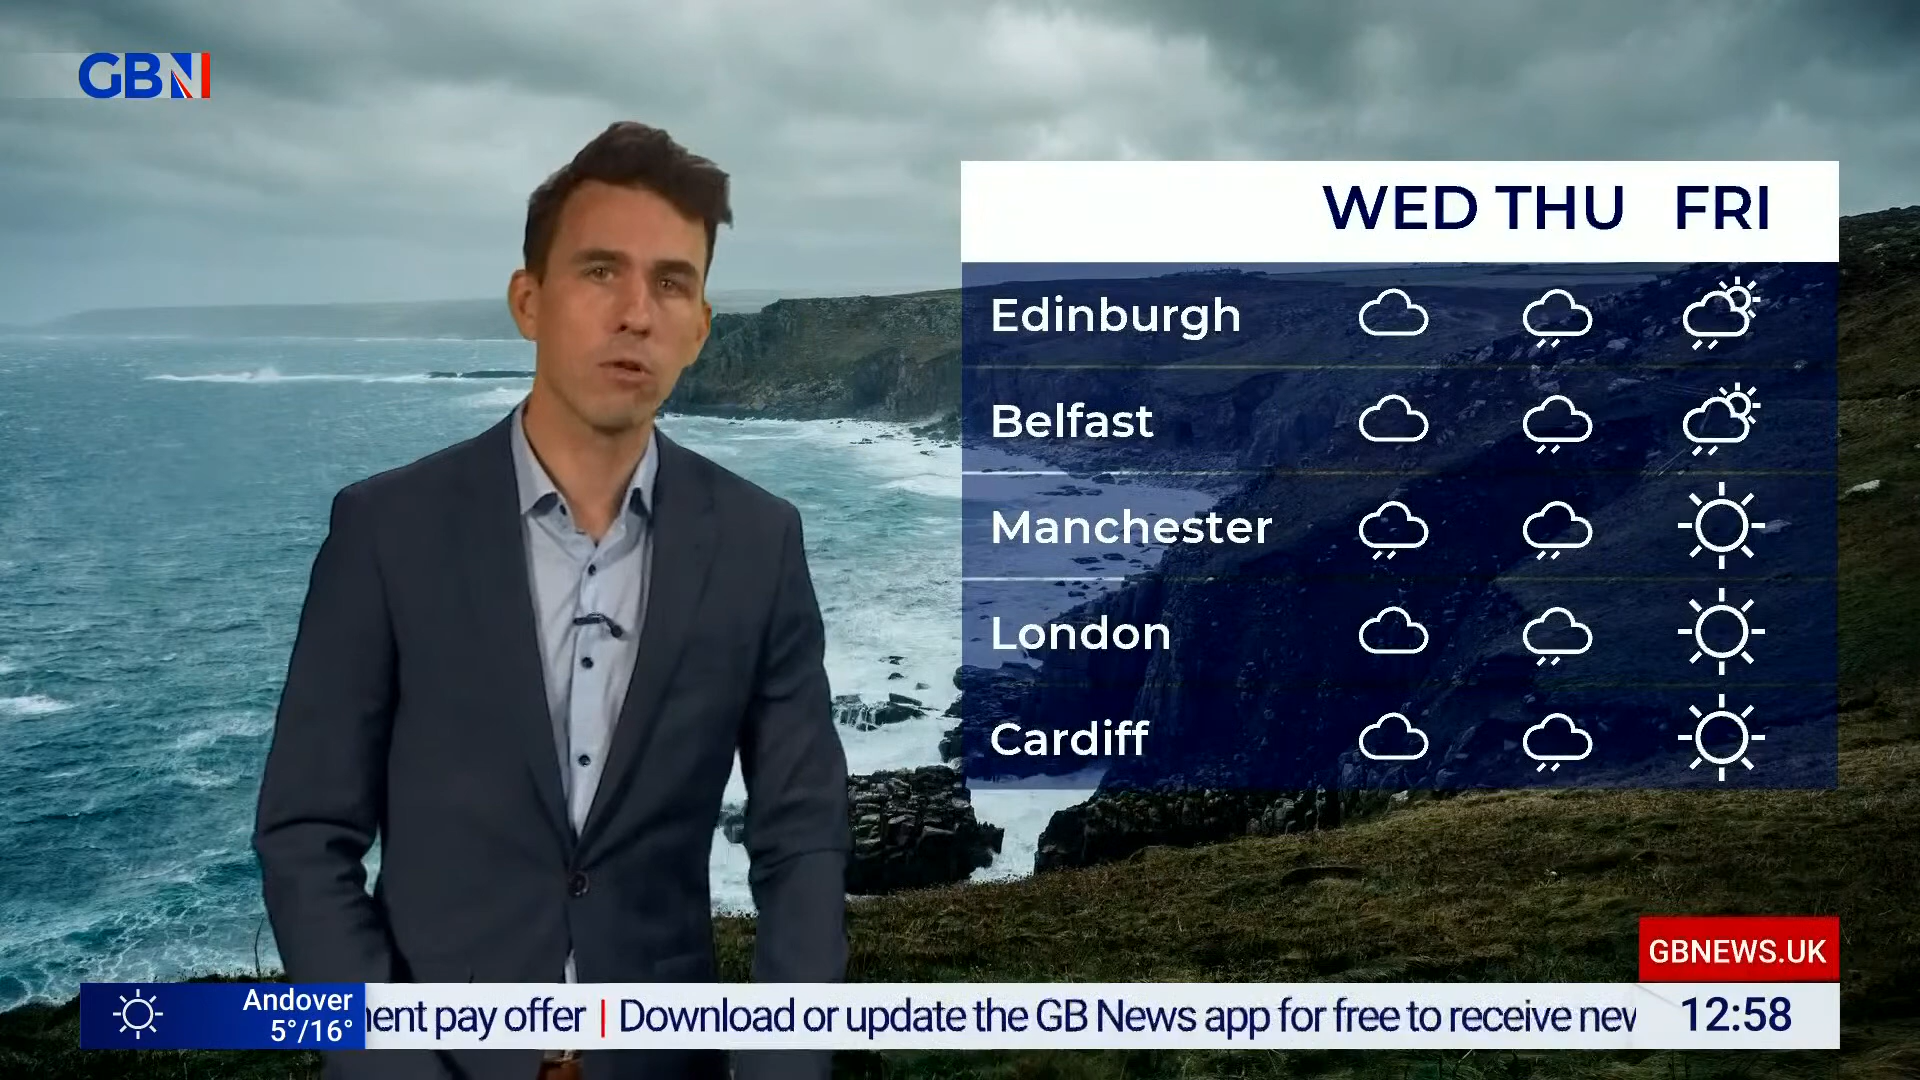 GBN
WED THU FRI
Edinburgh
Belfast
Manchester
London
Cardiff
GBNEWS.UK
Andover
5°/16°
pay offer | Download or update the GB News app for free to receive
12:58